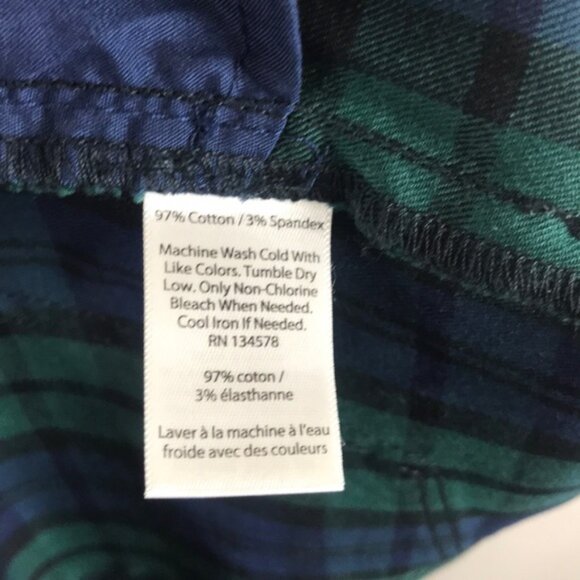 97% Cotton / 3% Spandex
Machine Wash Cold With
Like Colors. Tumble Dry
Low. Only Non-Chlorine
Bleach When Needed.
Cool Iron If Needed.
RN 134578
97% coton /
3% élasthanne
Laver à la machine à l'eau
froide avec des couleurs